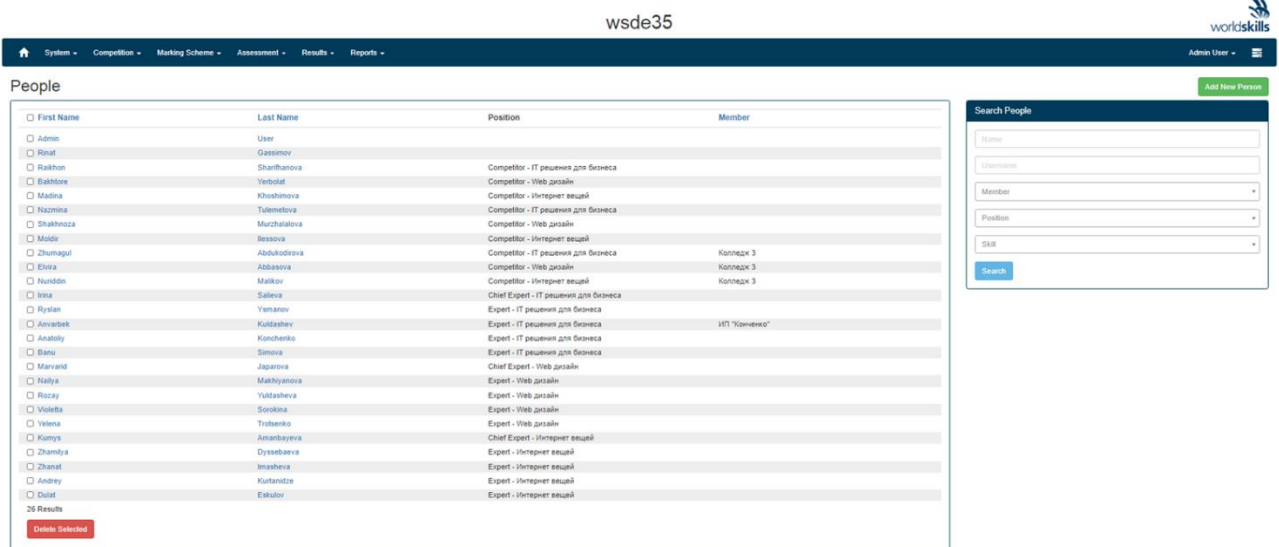 wsde35
worldskills
System Competition Marking Scheme Assessment Results Reports Admin User
People
Add New Person
First Name Last Name Position Member
Admin User
Rinat Gassimov
Raikhon Sharifhanova Competitor - IT решения для бизнеса
Bakhtore Yerbolat Competitor - Web дизайн
Madina Khoshimova Competitor - Интернет вещей
Nazmina Tulemetova Competitor - IT решения для бизнеса
Shakhnoza Murzhalalova Competitor - Web дизайн
Moldir Ilessova Competitor - Интернет вещей
Zhumagul Abdukodirova Competitor - IT решения для бизнеса Колледж 3
Elvira Abbasova Competitor - Web дизайн Колледж 3
Nuriddin Malikov Competitor - Интернет вещей Колледж 3
Irina Salieva Chief Expert - IT решения для бизнеса
Ryslan Ysmanov Expert - IT решения для бизнеса
Anvarbek Kuldashev Expert - IT решения для бизнеса ИП "Конченко"
Anatoliy Konchenko Expert - IT решения для бизнеса
Banu Simova Expert - IT решения для бизнеса
Marvarid Japarova Chief Expert - Web дизайн
Nailya Makhiyanova Expert - Web дизайн
Rozay Yuldasheva Expert - Web дизайн
Violetta Sorokina Expert - Web дизайн
Yelena Trotsenko Expert - Web дизайн
Kumys Amanbayeva Chief Expert - Интернет вещей
Zhamilya Dyssebaeva Expert - Интернет вещей
Zhanat Imasheva Expert - Интернет вещей
Andrey Kurtanidze Expert - Интернет вещей
Dulat Eskulov Expert - Интернет вещей
26 Results
Delete Selected
Search People
Name
Username
Member
Position
Skill
Search